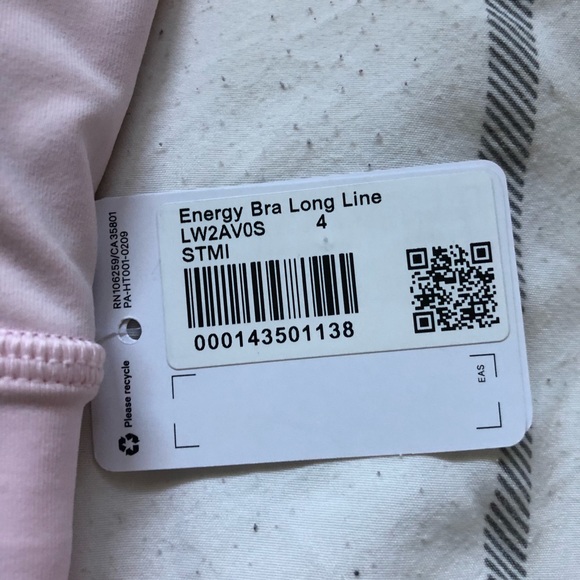 Energy Bra Long Line
LW2AV0S 4
STMI
000143501138
RN106259/CA35801
PA-HT001-0209
Please recycle
EAS